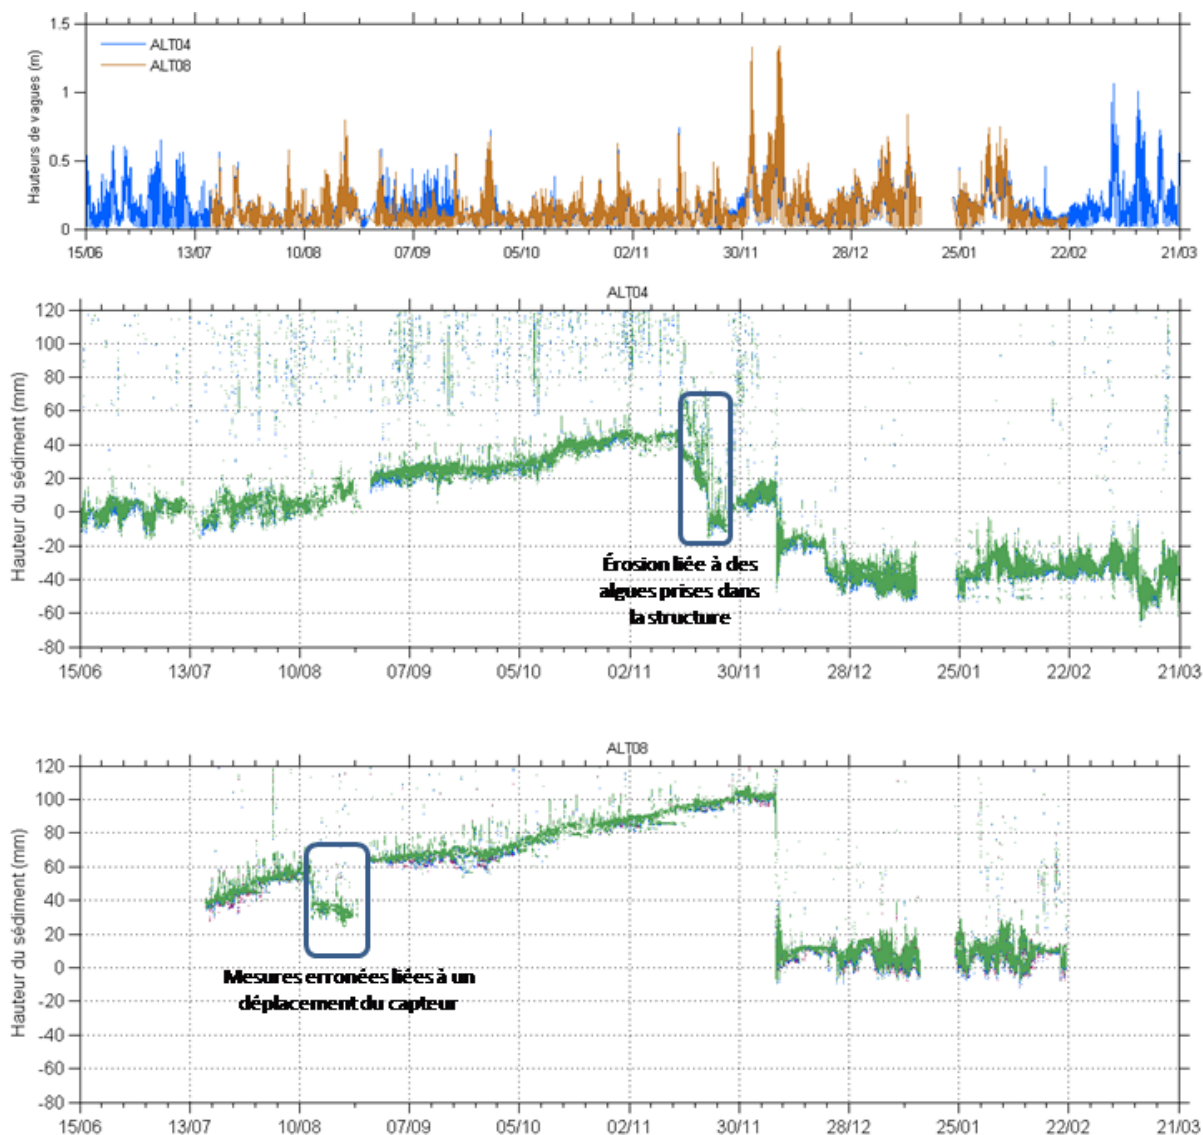 1.5
1
0.5
0
Hauteurs de vagues (m)
ALT04
ALT08
15/06 13/07 10/08 07/09 05/10 02/11 30/11 28/12 25/01 22/02 21/03
ALT04
120
100
80
60
40
20
0
-20
-40
-60
-80
Hauteur du sédiment (mm)
Érosion liée à des
algues prises dans
la structure
15/06 13/07 10/08 07/09 05/10 02/11 30/11 28/12 25/01 22/02 21/03
ALT08
120
100
80
60
40
20
0
-20
-40
-60
-80
Hauteur du sédiment (mm)
Mesures erronées liées à un
déplacement du capteur
15/06 13/07 10/08 07/09 05/10 02/11 30/11 28/12 25/01 22/02 21/03